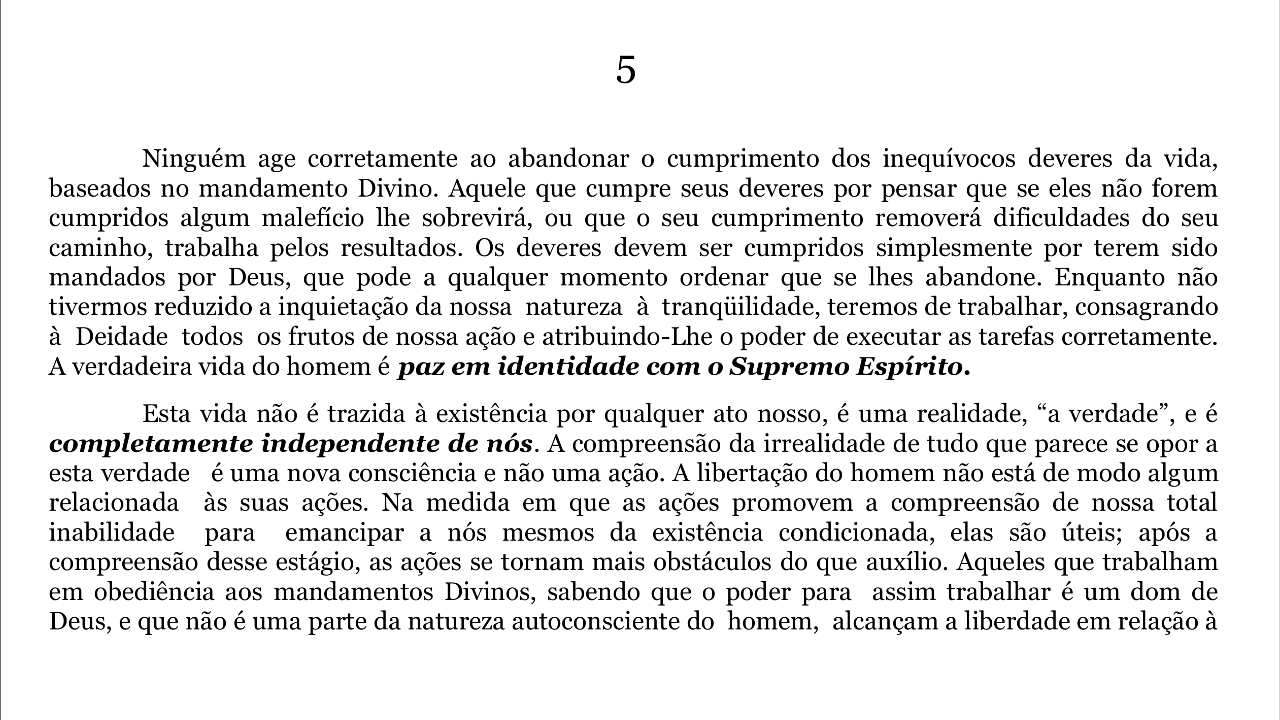 5
Ninguém age corretamente ao abandonar o cumprimento dos inequívocos deveres da vida,
baseados no mandamento Divino. Aquele que cumpre seus deveres por pensar que se eles não forem
cumpridos algum malefício lhe sobrevirá, ou que o seu cumprimento removerá dificuldades do seu
caminho, trabalha pelos resultados. Os deveres devem ser cumpridos simplesmente por terem sido
mandados por Deus, que pode a qualquer momento ordenar que se lhes abandone. Enquanto não
tivermos reduzido a inquietação da nossa natureza à tranqüilidade, teremos de trabalhar, consagrando
à Deidade todos os frutos de nossa ação e atribuindo-Lhe o poder de executar as tarefas corretamente.
A verdadeira vida do homem é paz em identidade com o Supremo Espírito.
Esta vida não é trazida à existência por qualquer ato nosso, é uma realidade, “a verdade”, e é
completamente independente de nós. A compreensão da irrealidade de tudo que parece se opor a
esta verdade é uma nova consciência e não uma ação. A libertação do homem não está de modo algum
relacionada às suas ações. Na medida em que as ações promovem a compreensão de nossa total
inabilidade para emancipar a nós mesmos da existência condicionada, elas são úteis; após a
compreensão desse estágio, as ações se tornam mais obstáculos do que auxílio. Aqueles que trabalham
em obediência aos mandamentos Divinos, sabendo que o poder para assim trabalhar é um dom de
Deus, e que não é uma parte da natureza autoconsciente do homem, alcançam a liberdade em relação à